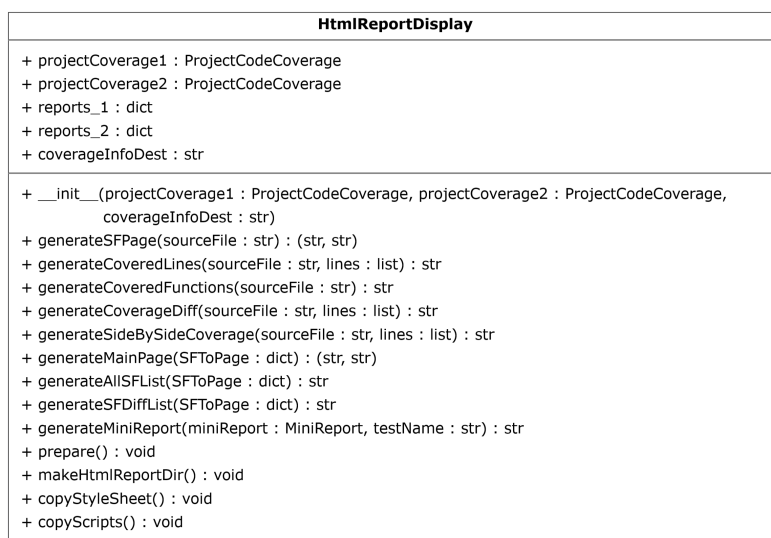 HtmlReportDisplay
+ projectCoverage1 : ProjectCodeCoverage
+ projectCoverage2 : ProjectCodeCoverage
+ reports_1 : dict
+ reports_2 : dict
+ coverageInfoDest : str
+ __init__(projectCoverage1 : ProjectCodeCoverage, projectCoverage2 : ProjectCodeCoverage,
coverageInfoDest : str)
+ generateSFPage(sourceFile : str) : (str, str)
+ generateCoveredLines(sourceFile : str, lines : list) : str
+ generateCoveredFunctions(sourceFile : str) : str
+ generateCoverageDiff(sourceFile : str, lines : list) : str
+ generateSideBySideCoverage(sourceFile : str, lines : list) : str
+ generateMainPage(SFToPage : dict) : (str, str)
+ generateAllSFList(SFToPage : dict) : str
+ generateSFDiffList(SFToPage : dict) : str
+ generateMiniReport(miniReport : MiniReport, testName : str) : str
+ prepare() : void
+ makeHtmlReportDir() : void
+ copyStyleSheet() : void
+ copyScripts() : void